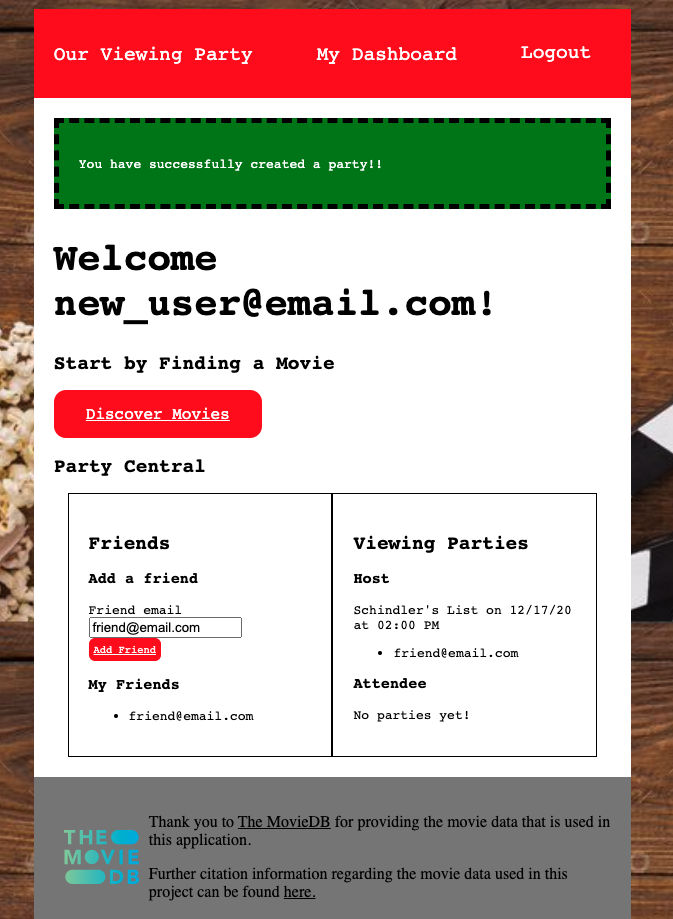 Our Viewing Party My Dashboard Logout
You have successfully created a party!!
Welcome
new_user@email.com!
Start by Finding a Movie
Discover Movies
Party Central
Friends
Add a friend
Friend email
friend@email.com
Add Friend
My Friends
• friend@email.com
Viewing Parties
Host
Schindler's List on 12/17/20
at 02:00 PM
• friend@email.com
Attendee
No parties yet!
THE
MOVIE
DB
Thank you to The MovieDB for providing the movie data that is used in
this application.
Further citation information regarding the movie data used in this
project can be found here.